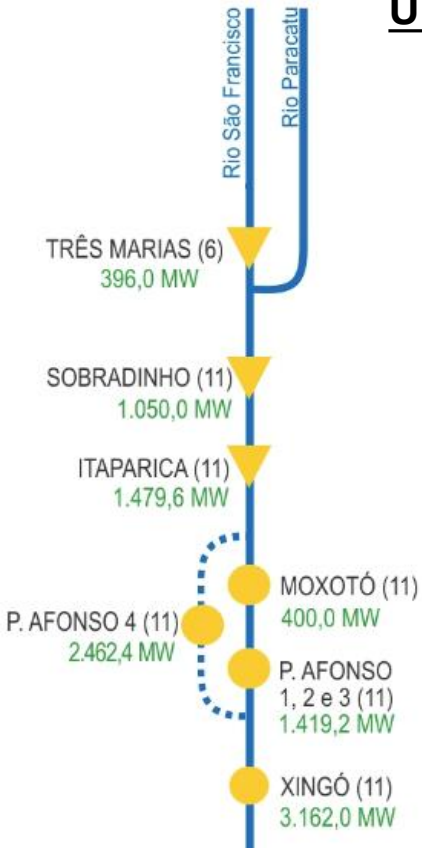 U
Rio São Francisco
Rio Paracatu
TRÊS MARIAS (6)
396,0 MW
SOBRADINHO (11)
1.050,0 MW
ITAPARICA (11)
1.479,6 MW
MOXOTÓ (11)
400,0 MW
P. AFONSO 4 (11)
2.462,4 MW
P. AFONSO
1, 2 e 3 (11)
1.419,2 MW
XINGÓ (11)
3.162,0 MW